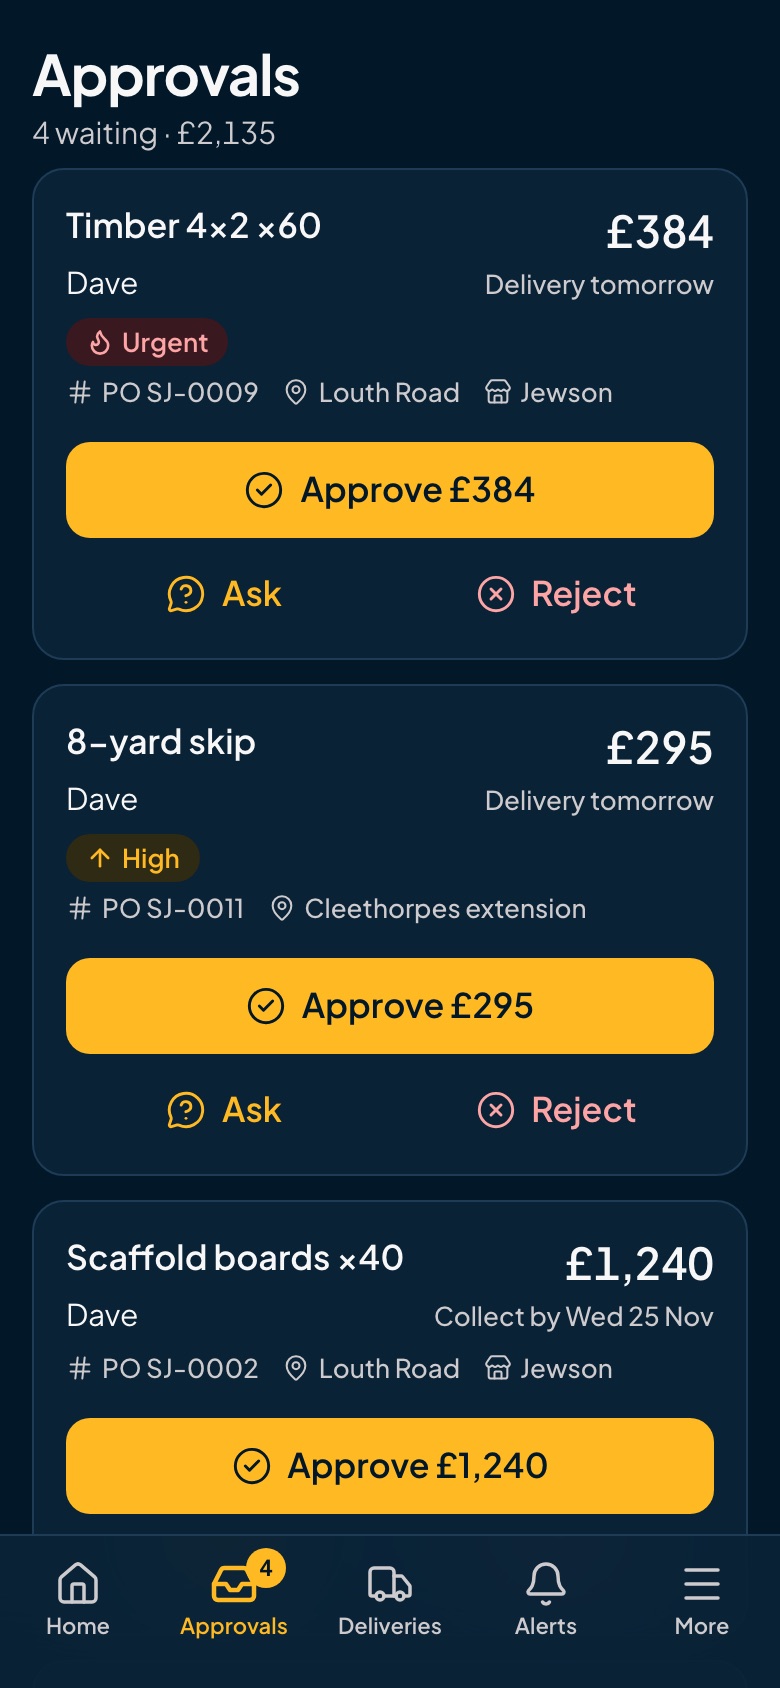 Approvals
4 waiting · £2,135
Timber 4×2 ×60
£384
Dave
Delivery tomorrow
Urgent
# PO SJ-0009 Louth Road Jewson
Approve £384
Ask
Reject
8-yard skip
£295
Dave
Delivery tomorrow
High
# PO SJ-0011 Cleethorpes extension
Approve £295
Ask
Reject
Scaffold boards ×40
£1,240
Dave
Collect by Wed 25 Nov
# PO SJ-0002 Louth Road Jewson
Approve £1,240
4
Home Approvals Deliveries Alerts More